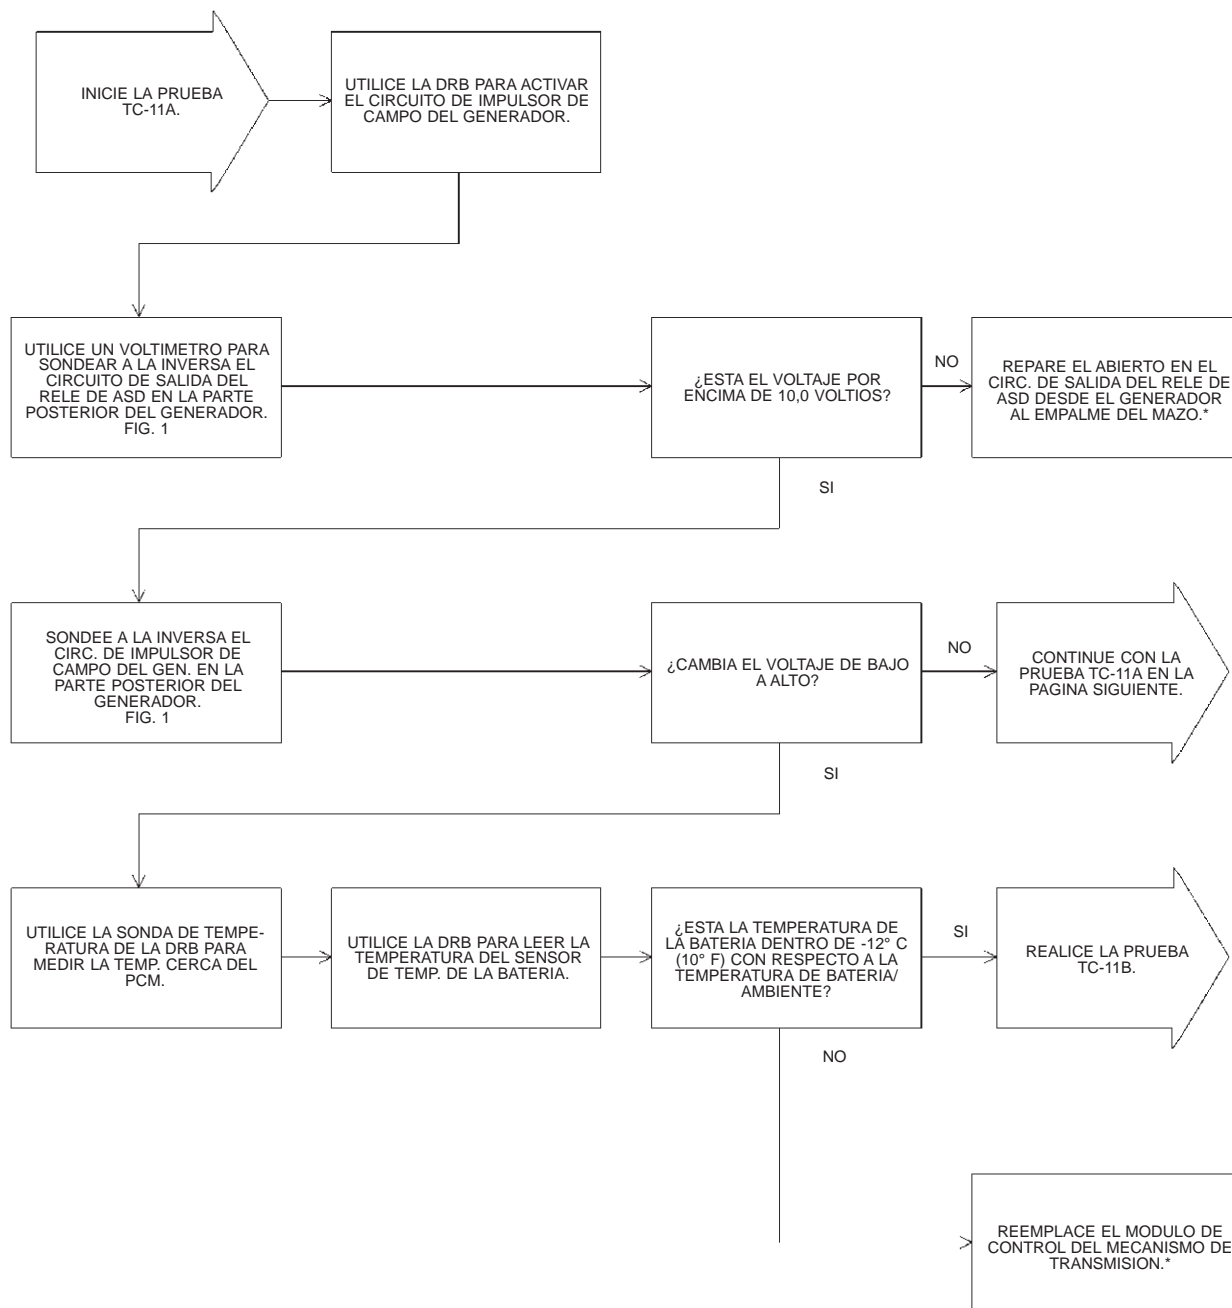 INICIE LA PRUEBA
TC-11A.
UTILICE LA DRB PARA ACTIVAR
EL CIRCUITO DE IMPULSOR DE
CAMPO DEL GENERADOR.
UTILICE UN VOLTIMETRO PARA
SONDEAR A LA INVERSA EL
CIRCUITO DE SALIDA DEL
RELE DE ASD EN LA PARTE
POSTERIOR DEL GENERADOR.
FIG. 1
¿ESTA EL VOLTAJE POR
ENCIMA DE 10,0 VOLTIOS?
NO
REPARE EL ABIERTO EN EL
CIRC. DE SALIDA DEL RELE DE
ASD DESDE EL GENERADOR
AL EMPALME DEL MAZO.*
SI
SONDEE A LA INVERSA EL
CIRC. DE IMPULSOR DE
CAMPO DEL GEN. EN LA
PARTE POSTERIOR DEL
GENERADOR.
FIG. 1
¿CAMBIA EL VOLTAJE DE BAJO
A ALTO?
NO
CONTINUE CON LA
PRUEBA TC-11A EN LA
PAGINA SIGUIENTE.
SI
UTILICE LA SONDA DE TEMPE-
RATURA DE LA DRB PARA
MEDIR LA TEMP. CERCA DEL
PCM.
UTILICE LA DRB PARA LEER LA
TEMPERATURA DEL SENSOR
DE TEMP. DE LA BATERIA.
¿ESTA LA TEMPERATURA DE
LA BATERIA DENTRO DE -12° C
(10° F) CON RESPECTO A LA
TEMPERATURA DE BATERIA/
AMBIENTE?
SI
REALICE LA PRUEBA
TC-11B.
NO
REEMPLACE EL MODULO DE
CONTROL DEL MECANISMO DE
TRANSMISION.*